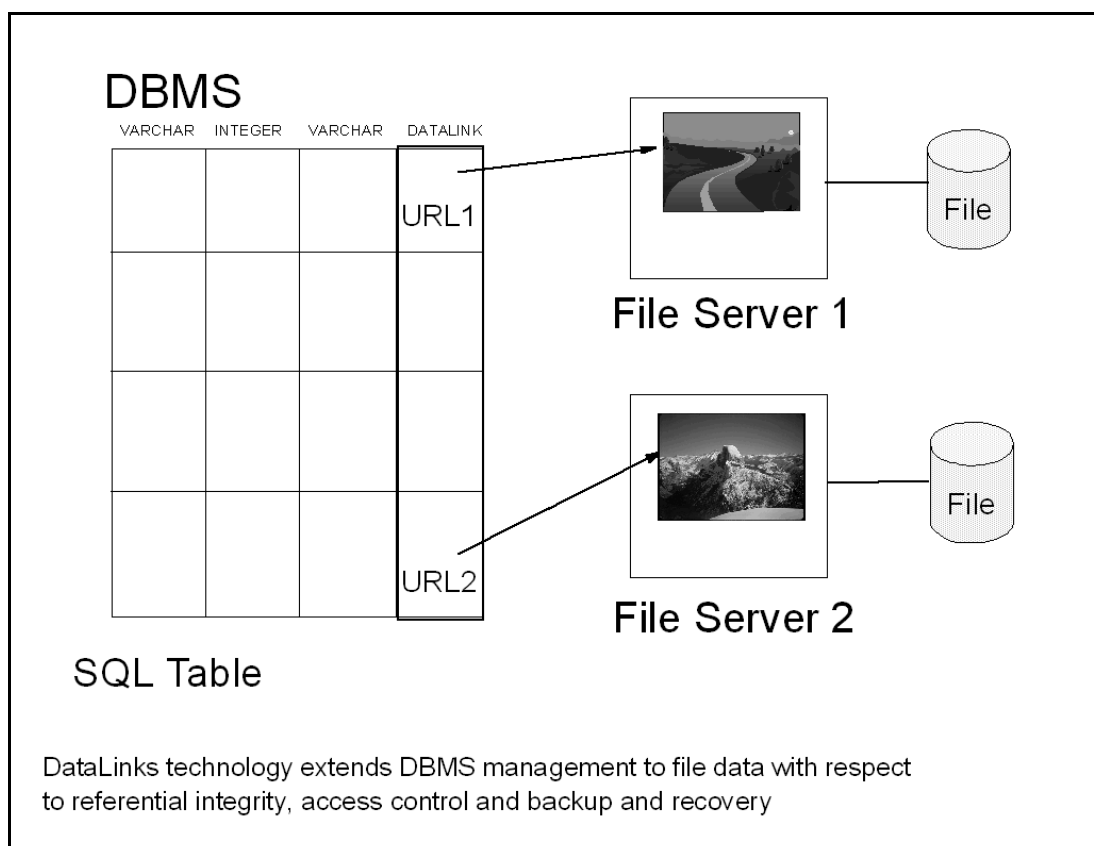 DBMS
VARCHAR INTEGER VARCHAR DATALINK
URL1
File
File Server 1
File
URL2
File Server 2
SQL Table
DataLinks technology extends DBMS management to file data with respect
to referential integrity, access control and backup and recovery